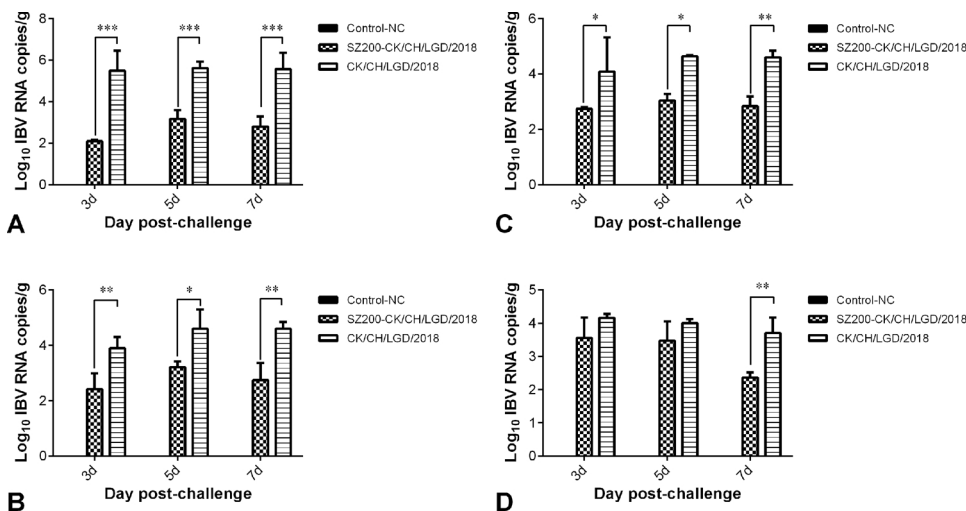 Log10 IBV RNA copies/g
8
6
4
2
0
***
***
***
3d
5d
7d
Day post-challenge
Control-NC
SZ200-CK/CH/LGD/2018
CK/CH/LGD/2018
A
Log10 IBV RNA copies/g
6
4
2
0
*
*
**
3d
5d
7d
Day post-challenge
Control-NC
SZ200-CK/CH/LGD/2018
CK/CH/LGD/2018
C
Log10 IBV RNA copies/g
6
4
2
0
**
*
**
3d
5d
7d
Day post-challenge
Control-NC
SZ200-CK/CH/LGD/2018
CK/CH/LGD/2018
B
Log10 IBV RNA copies/g
5
4
3
2
1
0
**
3d
5d
7d
Day post-challenge
Control-NC
SZ200-CK/CH/LGD/2018
CK/CH/LGD/2018
D